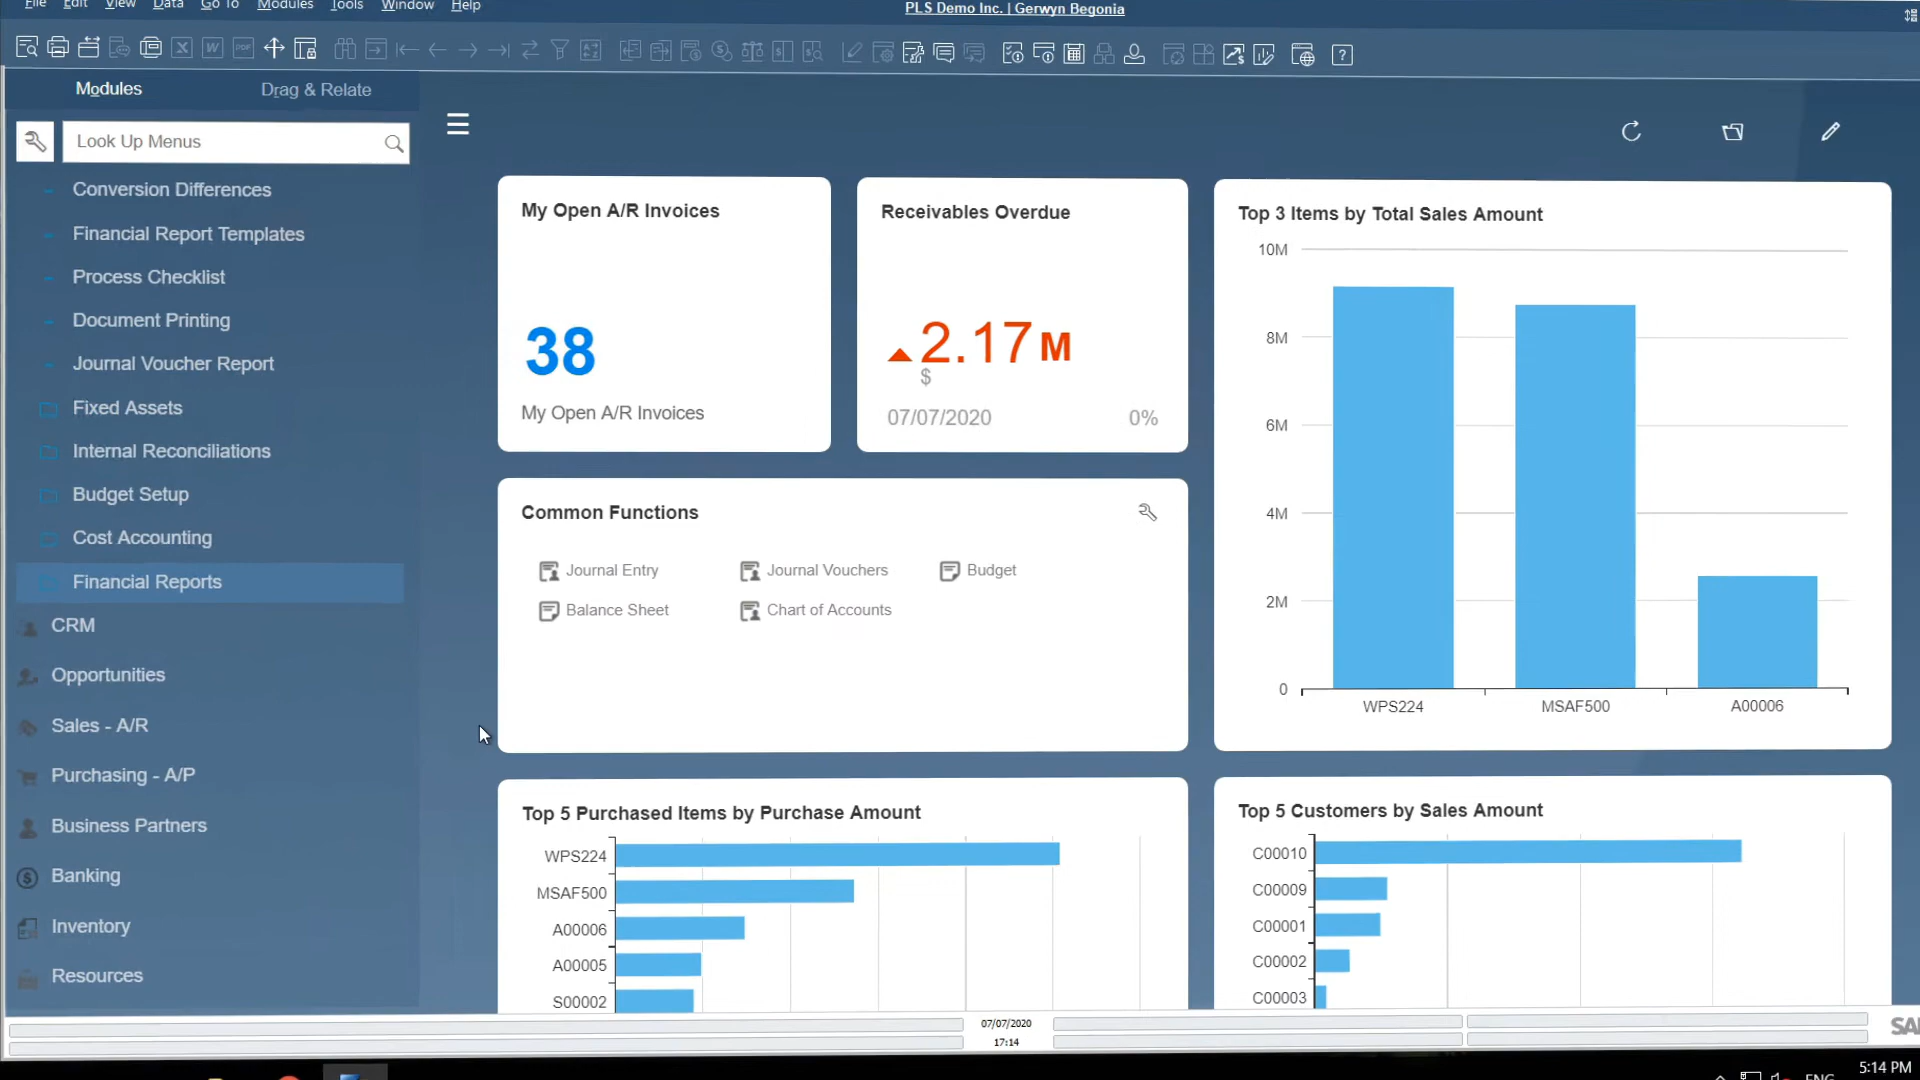 File Edit View Data Go To Modules Tools Window Help
PLS Demo Inc. | Gerwyn Begonia
Modules
Drag & Relate
Look Up Menus
Conversion Differences
Financial Report Templates
Process Checklist
Document Printing
Journal Voucher Report
Fixed Assets
Internal Reconciliations
Budget Setup
Cost Accounting
Financial Reports
CRM
Opportunities
Sales - A/R
Purchasing - A/P
Business Partners
Banking
Inventory
Resources
My Open A/R Invoices
38
My Open A/R Invoices
Receivables Overdue
2.17 M
$
07/07/2020 0%
Common Functions
Journal Entry Journal Vouchers Budget
Balance Sheet Chart of Accounts
Top 3 Items by Total Sales Amount
10M
8M
6M
4M
2M
0
WPS224 MSAF500 A00006
Top 5 Purchased Items by Purchase Amount
WPS224
MSAF500
A00006
A00005
S00002
Top 5 Customers by Sales Amount
C00010
C00009
C00001
C00002
C00003
07/07/2020
17:14
5:14 PM
ENG